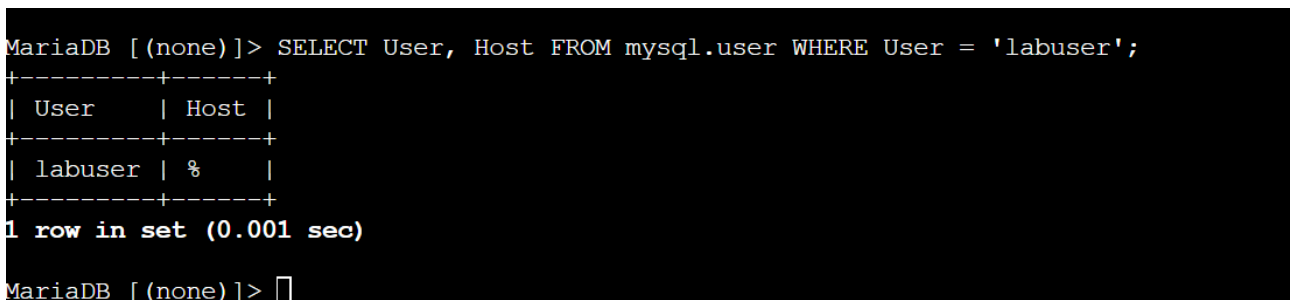 MariaDB [(none)]> SELECT User, Host FROM mysql.user WHERE User = 'labuser';
+---------+------+
| User    | Host |
+---------+------+
| labuser | %    |
+---------+------+
1 row in set (0.001 sec)
MariaDB [(none)]>